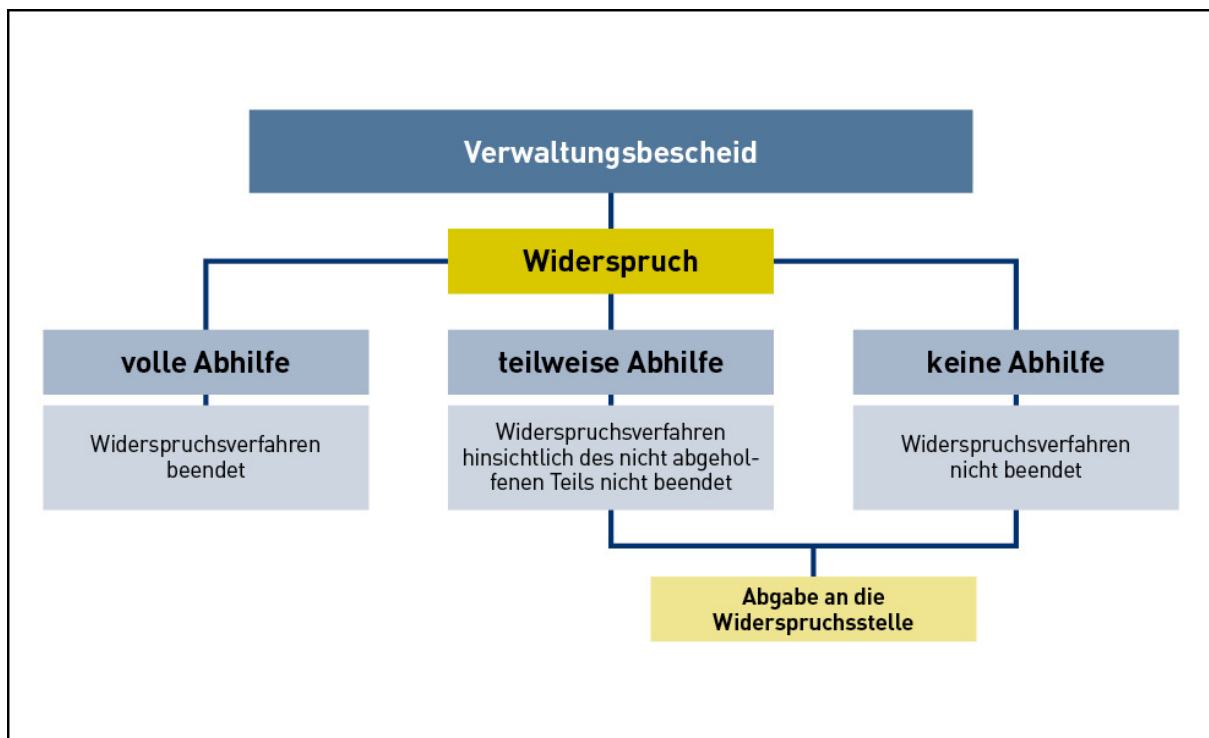 Verwaltungsbescheid
Widerspruch
volle Abhilfe
teilweise Abhilfe
keine Abhilfe
Widerspruchsverfahren
beendet
Widerspruchsverfahren
hinsichtlich des nicht abgehol-
fenen Teils nicht beendet
Widerspruchsverfahren
nicht beendet
Abgabe an die
Widerspruchsstelle